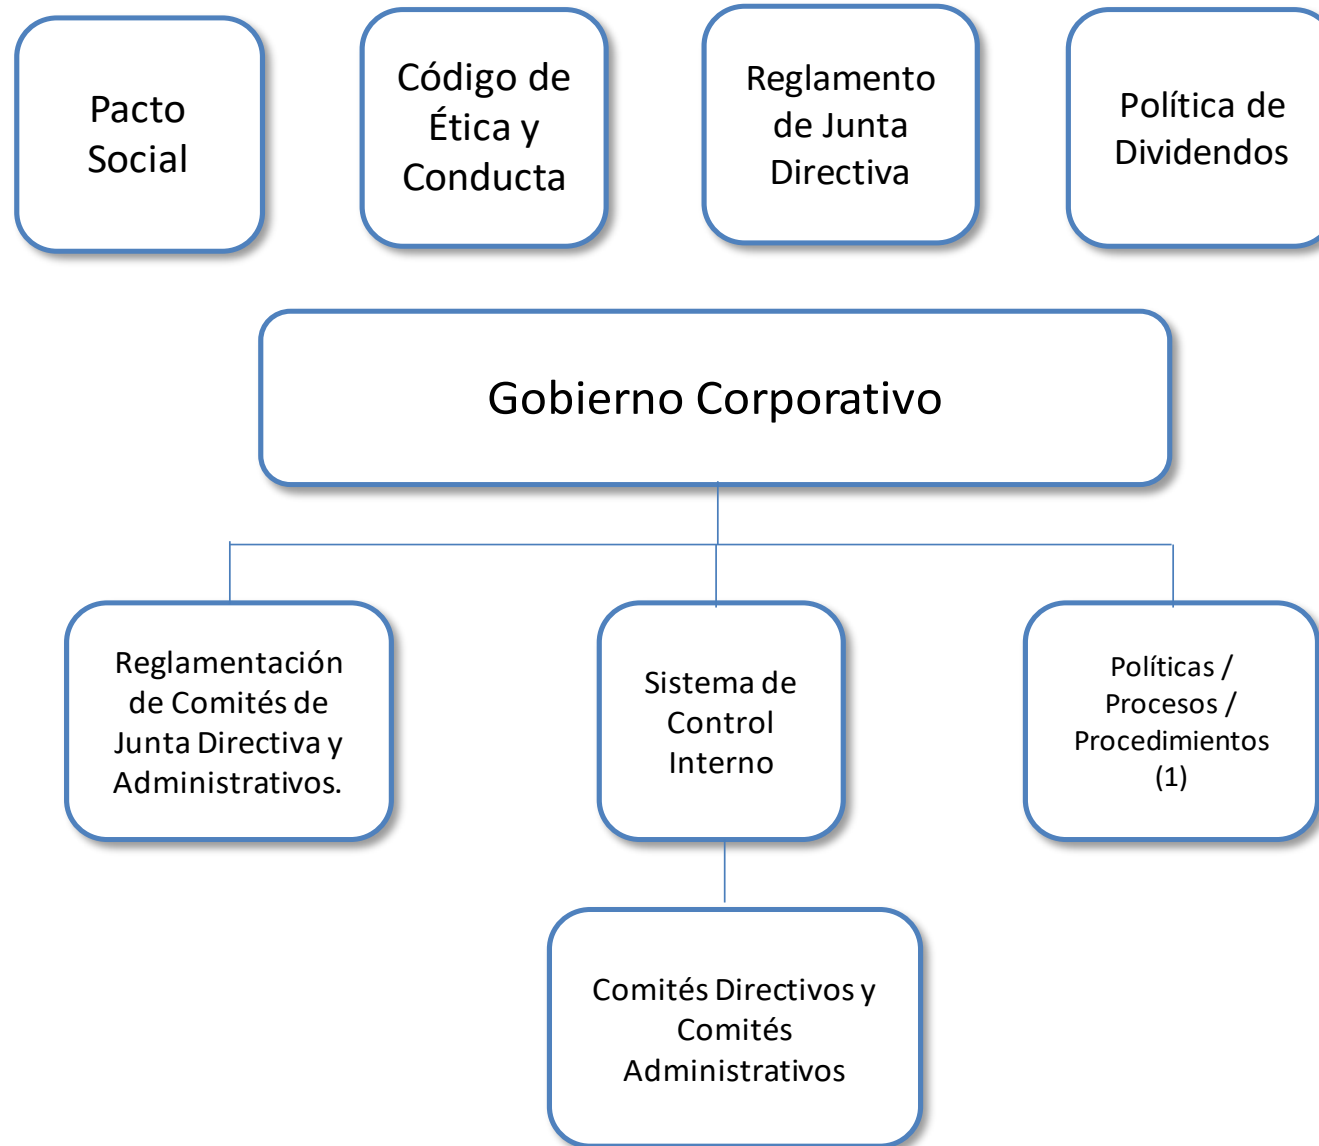 Pacto
Social
Código de
Ética y
Conducta
Reglamento
de Junta
Directiva
Política de
Dividendos
Gobierno Corporativo
Reglamentación
de Comités de
Junta Directiva y
Administrativos.
Sistema de
Control
Interno
Políticas /
Procesos /
Procedimientos
(1)
Comités Directivos y
Comités
Administrativos